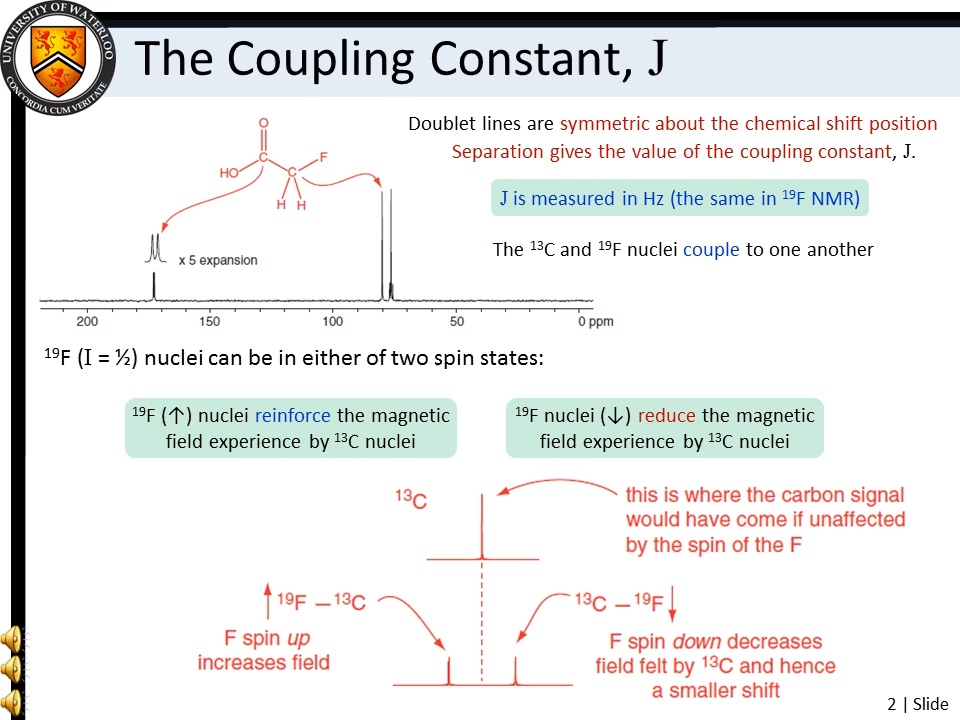 UNIVERSITY OF WATERLOO
CONCORDIA CUM VERITATE
The Coupling Constant, J
Doublet lines are symmetric about the chemical shift position
Separation gives the value of the coupling constant, J.
J is measured in Hz (the same in ¹⁹F NMR)
The ¹³C and ¹⁹F nuclei couple to one another
O
C
F
HO
C
H H
x 5 expansion
200 150 100 50 0 ppm
¹⁹F (I = ½) nuclei can be in either of two spin states:
¹⁹F (↑) nuclei reinforce the magnetic
field experience by ¹³C nuclei
¹⁹F nuclei (↓) reduce the magnetic
field experience by ¹³C nuclei
¹³C
this is where the carbon signal
would have come if unaffected
by the spin of the F
¹⁹F – ¹³C
F spin up
increases field
¹³C – ¹⁹F
F spin down decreases
field felt by ¹³C and hence
a smaller shift
2 | Slide